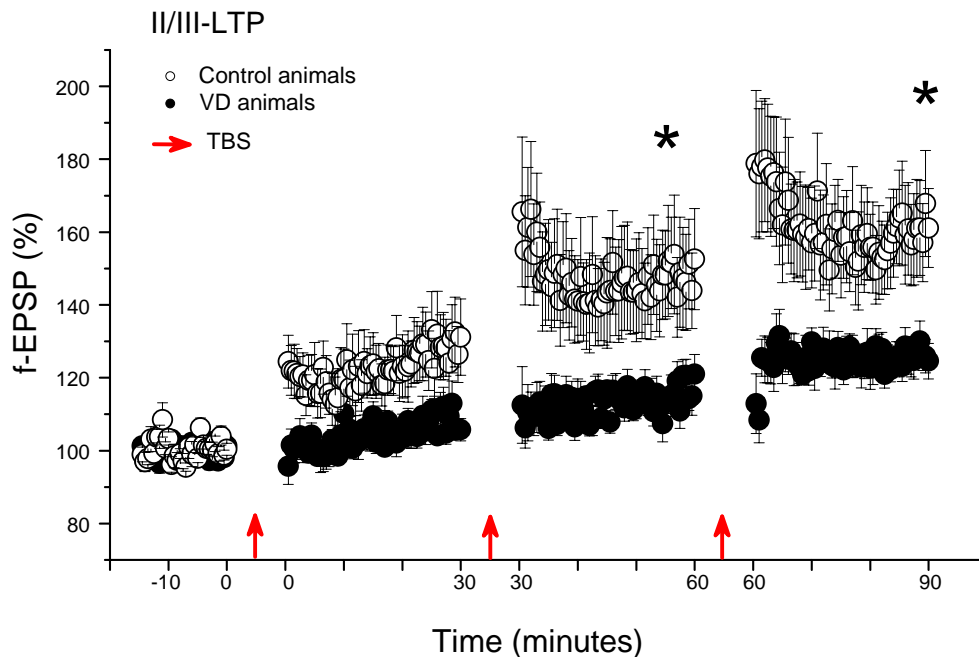 II/III-LTP
Control animals
VD animals
TBS
*
*
f-EPSP (%)
200
180
160
140
120
100
80
-10 0 0 30 30 60 60 90
Time (minutes)